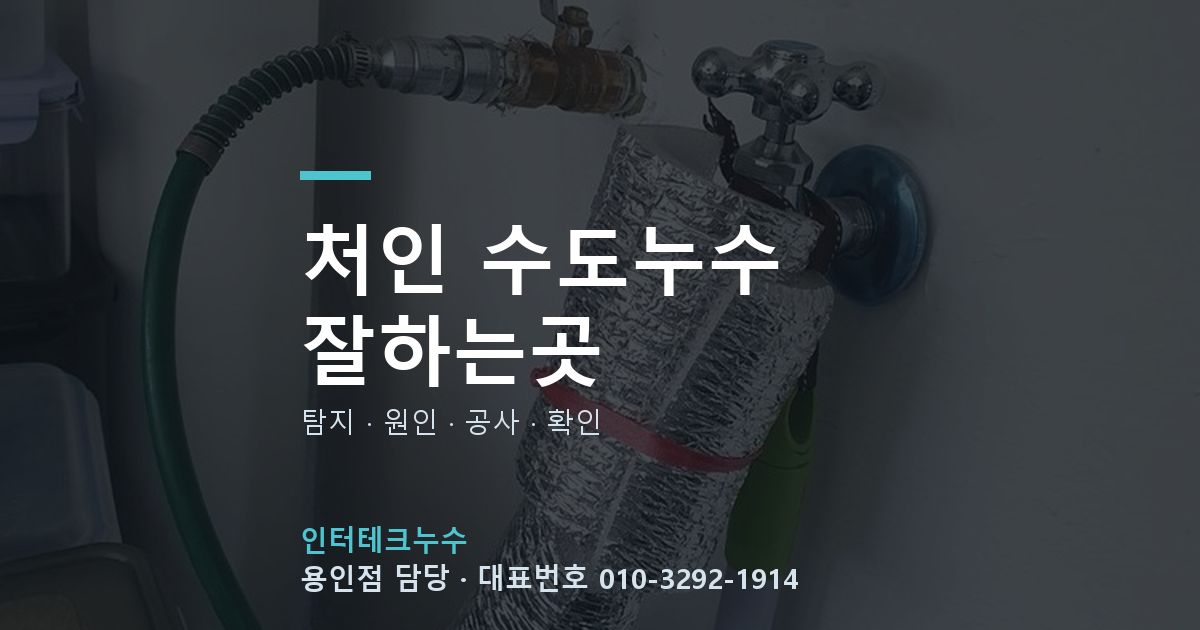 처인 수도누수
잘하는곳
탐지 · 원인 · 공사 · 확인
인터테크누수
용인점 담당 · 대표번호 010-3292-1914